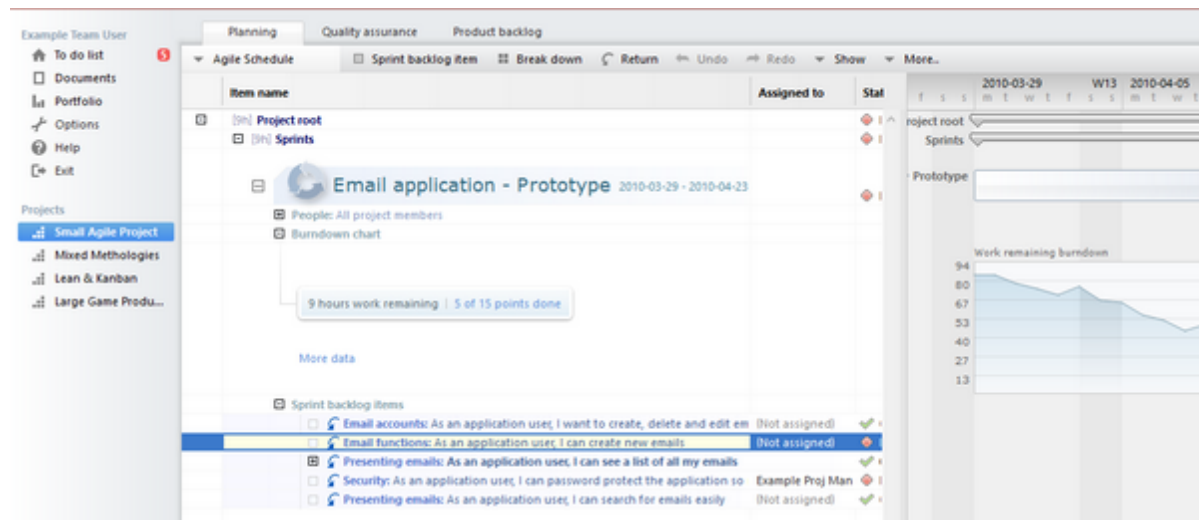 Example Team User
To do list 5
Documents
Portfolio
Options
Help
Exit
Projects
Small Agile Project
Mixed Methologies
Lean & Kanban
Large Game Produ...
Planning Quality assurance Product backlog
Agile Schedule Sprint backlog item Break down Return Undo Redo Show More..
Item name Assigned to Stat
[9h] Project root
[9h] Sprints
Email application - Prototype 2010-03-29 - 2010-04-23
People: All project members
Burndown chart
9 hours work remaining | 5 of 15 points done
More data
Sprint backlog items
Email accounts: As an application user, I want to create, delete and edit em (Not assigned)
Email functions: As an application user, I can create new emails (Not assigned)
Presenting emails: As an application user, I can see a list of all my emails
Security: As an application user, I can password protect the application so Example Proj Man
Presenting emails: As an application user, I can search for emails easily (Not assigned)
2010-03-29 W13 2010-04-05
f s s m t w t f s s m t w t
roject root
Sprints
Prototype
Work remaining burndown
94
80
67
53
40
27
13